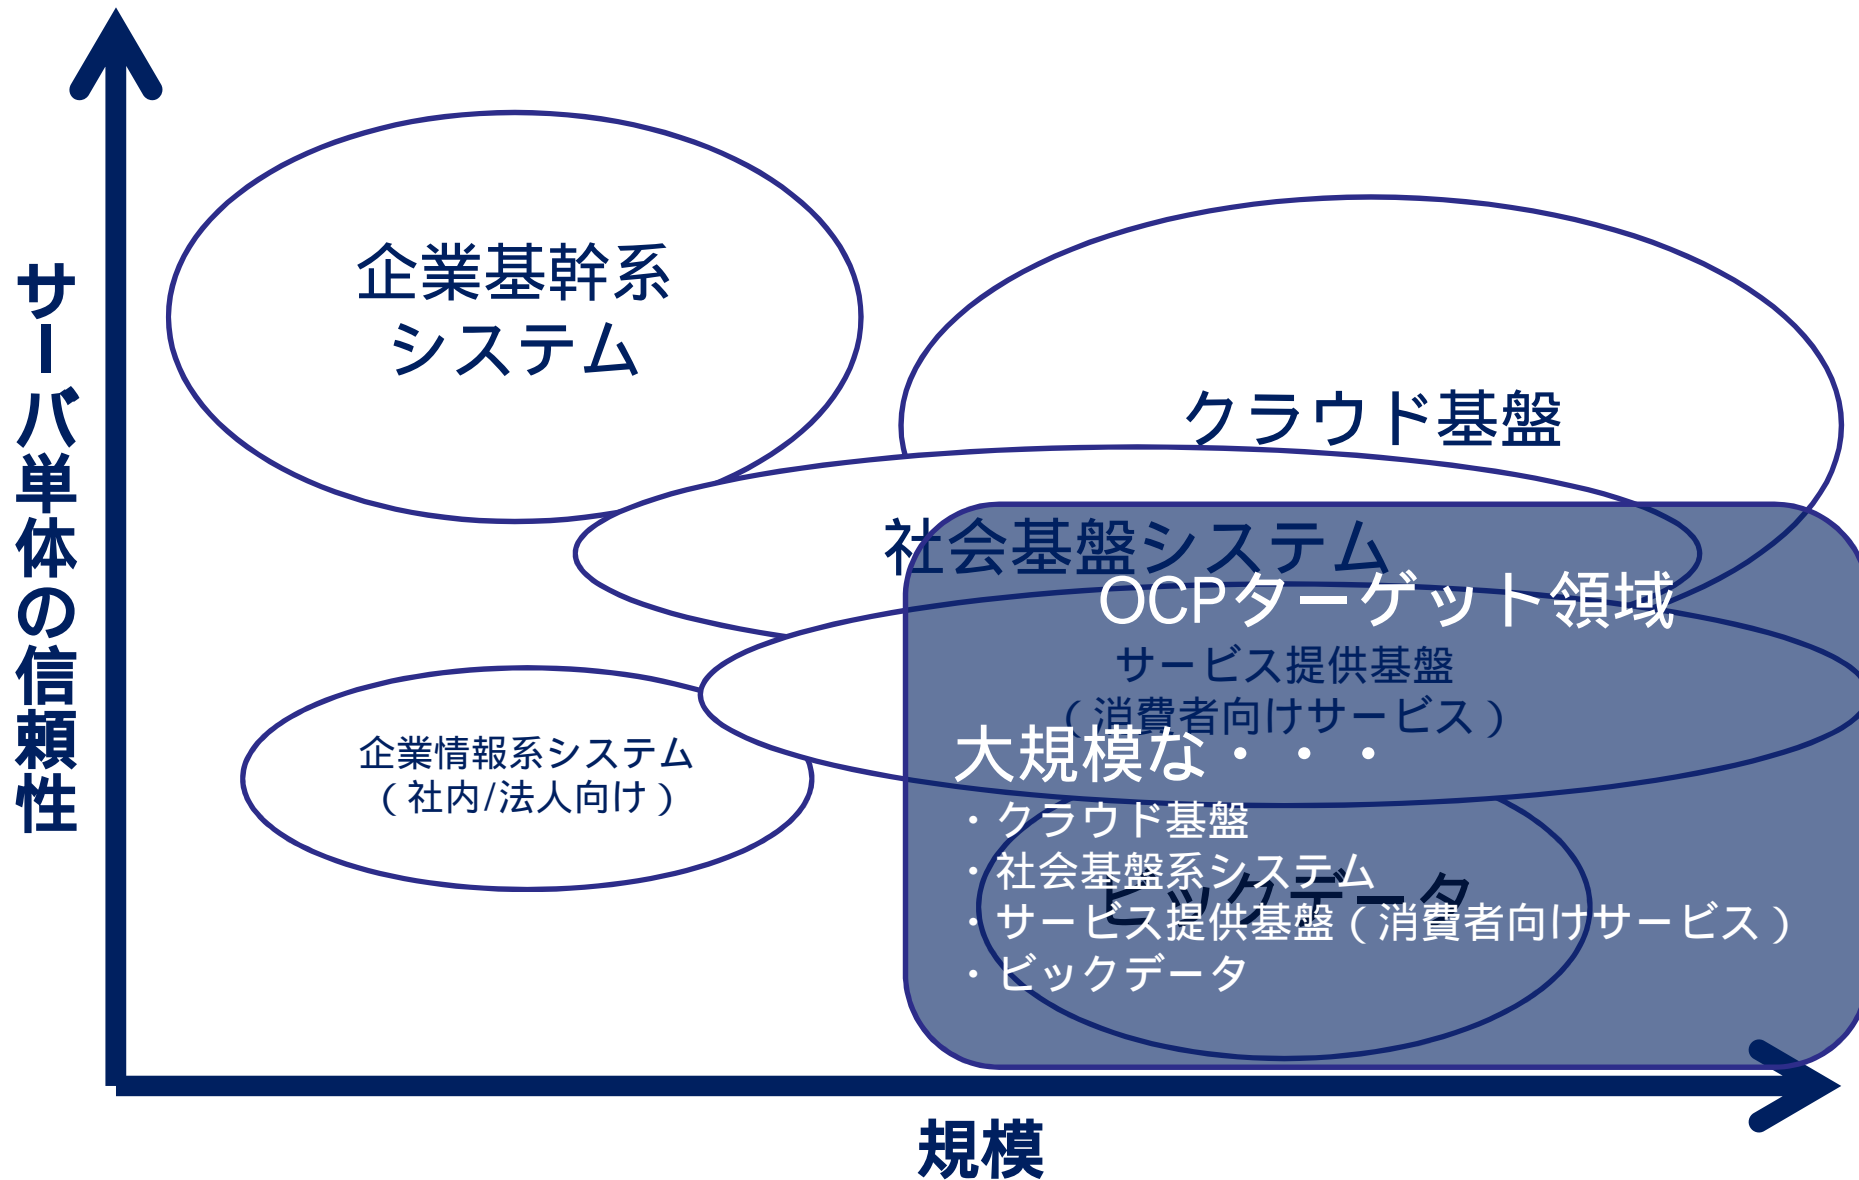 サーバ単体の信頼性
企業基幹系
システム
クラウド基盤
社会基盤システム
OCPターゲット領域
サービス提供基盤
（消費者向けサービス）
企業情報系システム
（社内/法人向け）
大規模な・・・
・クラウド基盤
・社会基盤系システム
ビックデータ
・サービス提供基盤（消費者向けサービス）
・ビックデータ
規模